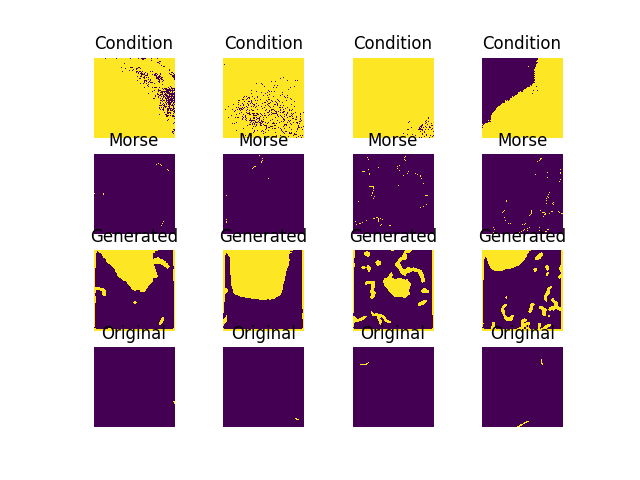 Condition Condition Condition Condition
Morse Morse Morse Morse
Generated Generated Generated Generated
Original Original Original Original